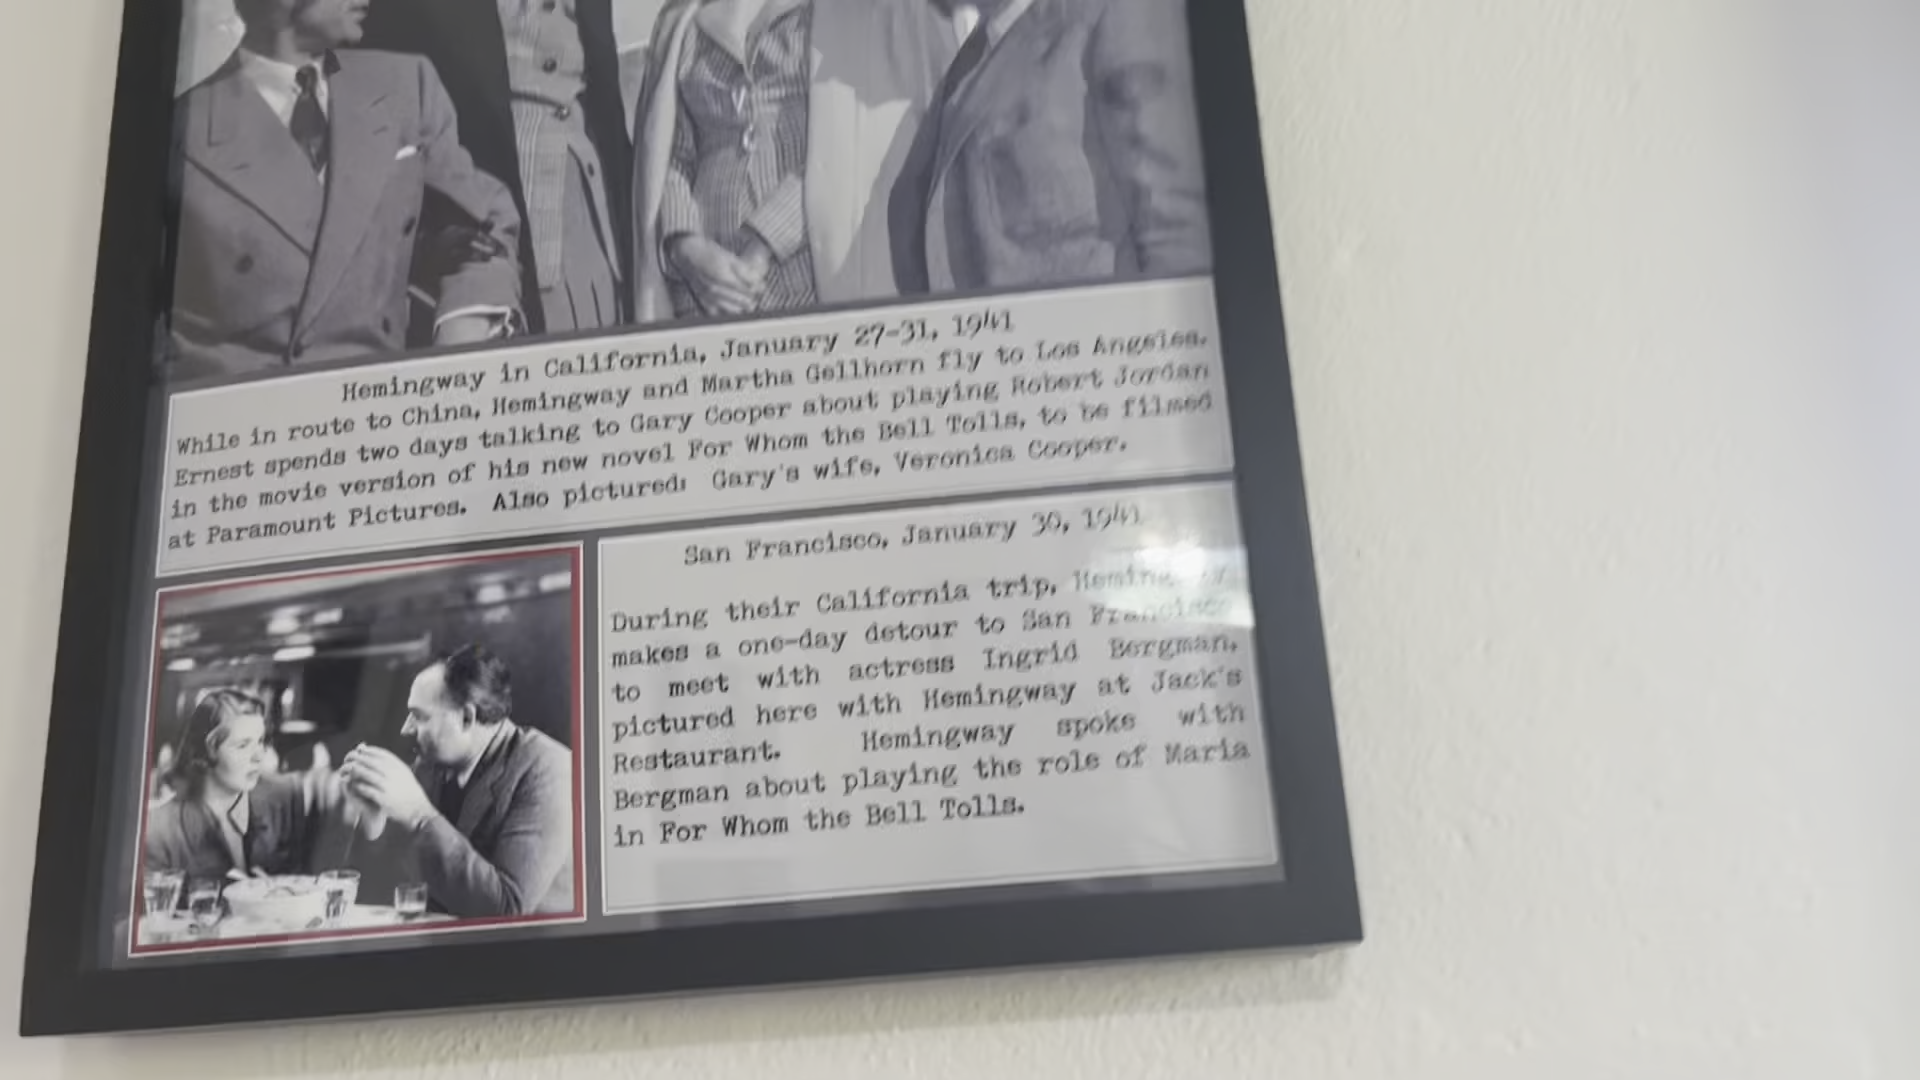 Hemingway in California, January 27-31, 1941
While in route to China, Hemingway and Martha Gellhorn fly to Los Angeles.
Ernest spends two days talking to Gary Cooper about playing Robert Jordan
in the movie version of his new novel For Whom the Bell Tolls, to be filmed
at Paramount Pictures. Also pictured: Gary's wife, Veronica Cooper.
San Francisco, January 30, 1941
During their California trip, Hemingway
makes a one-day detour to San Francisco
to meet with actress Ingrid Bergman,
pictured here with Hemingway at Jack's
Restaurant. Hemingway spoke with
Bergman about playing the role of Maria
in For Whom the Bell Tolls.